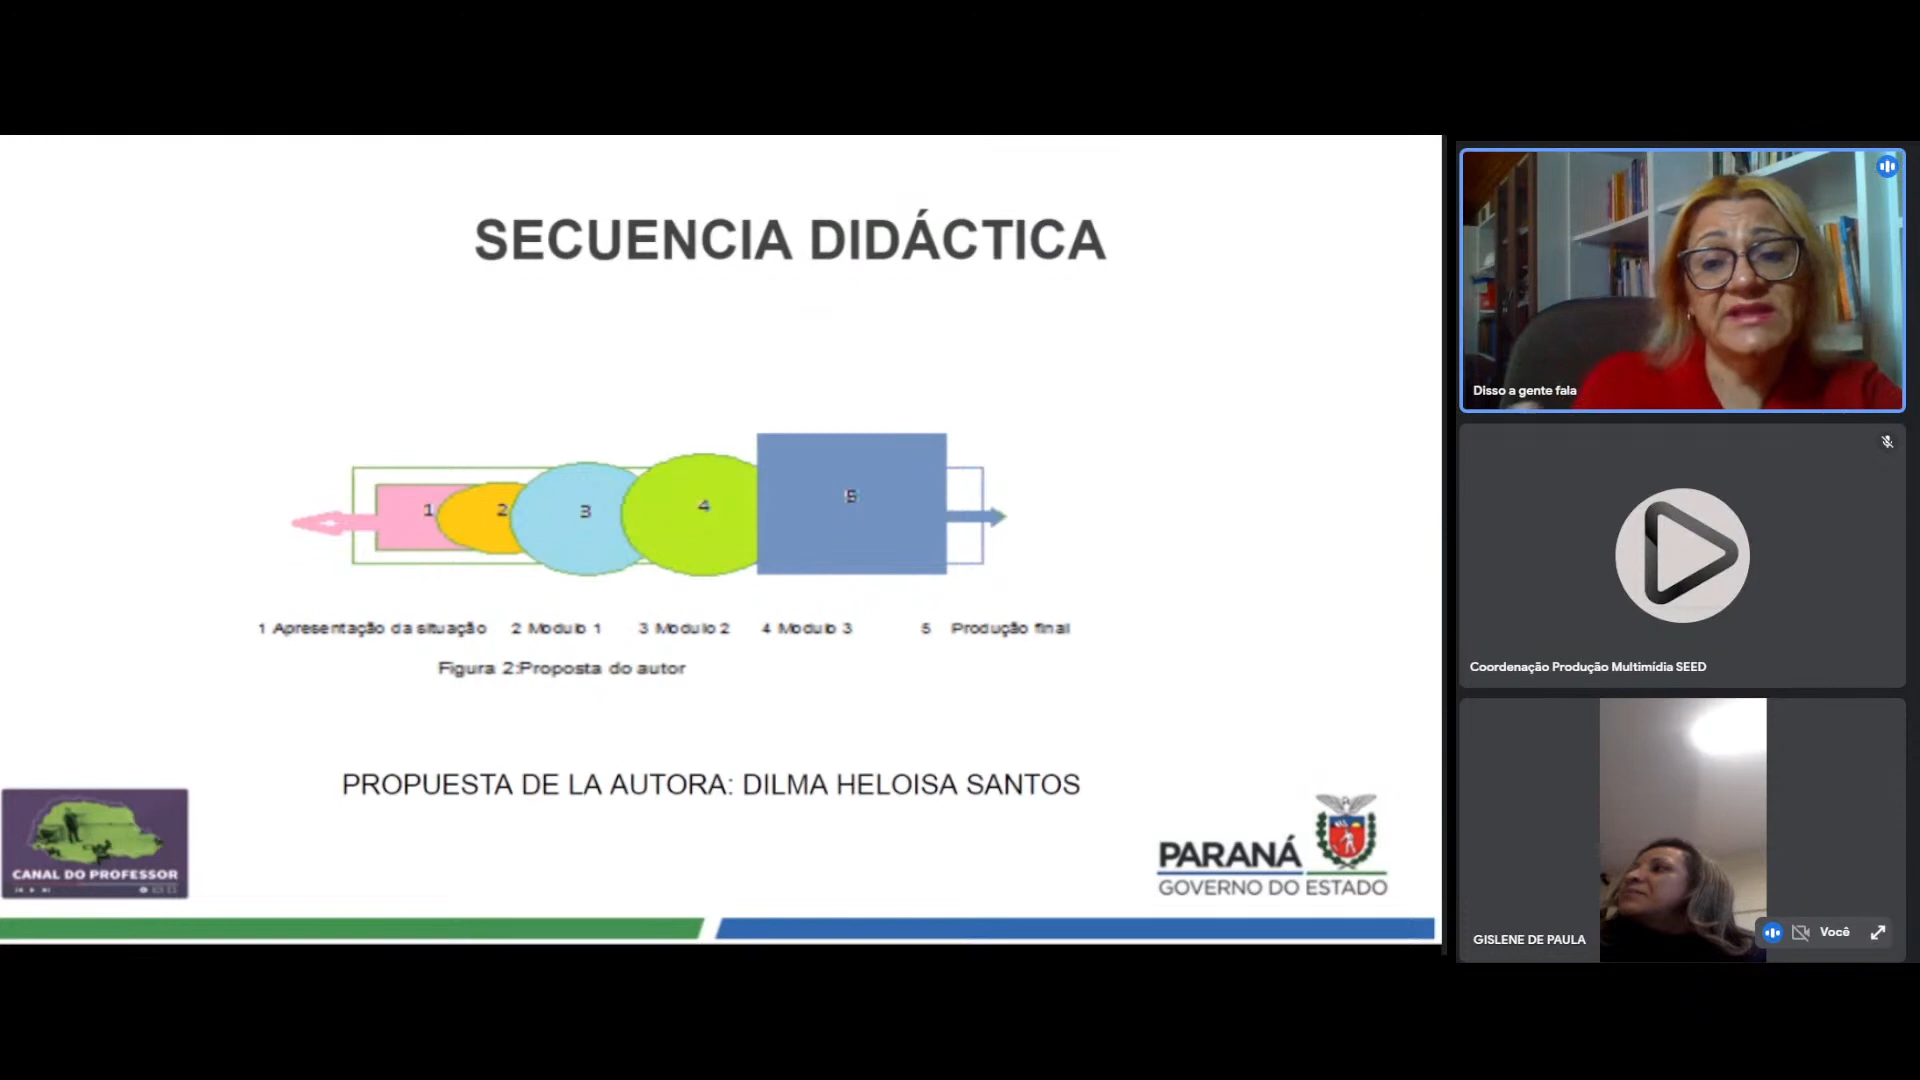 SECUENCIA DIDÁCTICA
1 2 3 4 5
1 Apresentação da situação 2 Modulo 1 3 Modulo 2 4 Modulo 3 5 Produção final
Figura 2:Proposta do autor
PROPUESTA DE LA AUTORA: DILMA HELOISA SANTOS
CANAL DO PROFESSOR
PARANÁ
GOVERNO DO ESTADO
Disso a gente fala
Coordenação Produção Multimídia SEED
GISLENE DE PAULA
Você